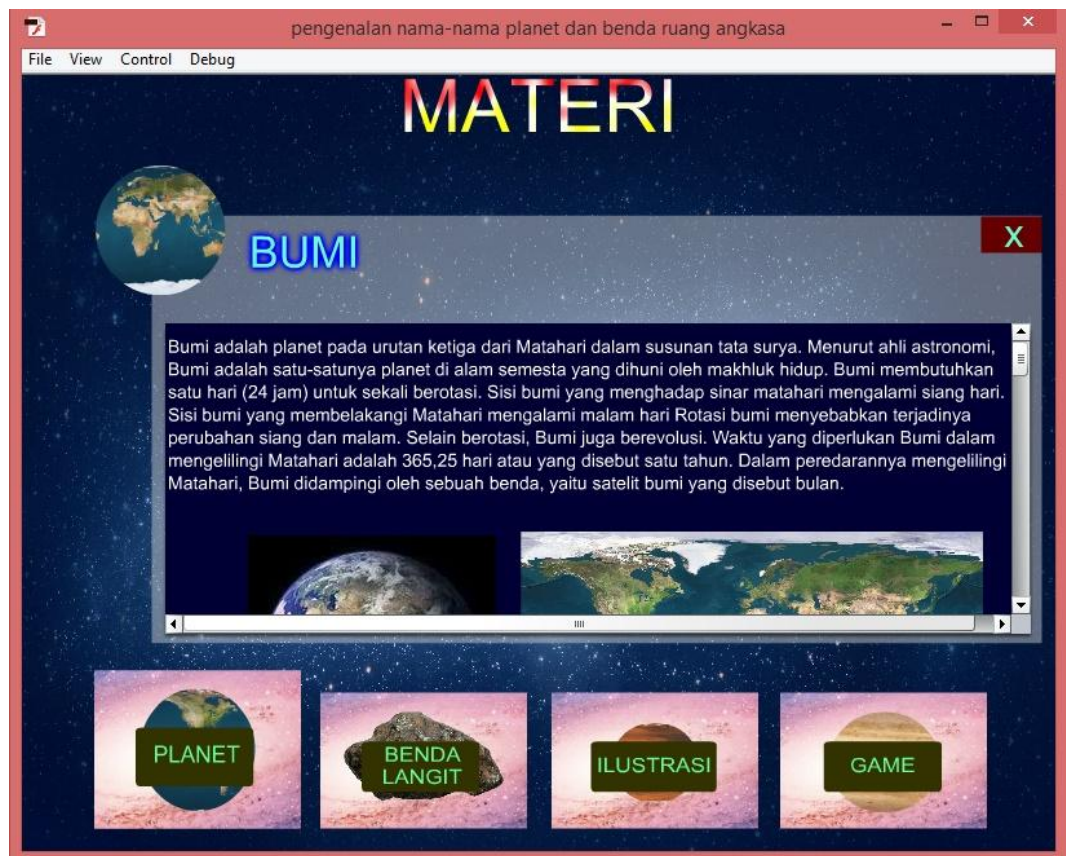 pengenalan nama-nama planet dan benda ruang angkasa
File View Control Debug
MATERI
BUMI
X
Bumi adalah planet pada urutan ketiga dari Matahari dalam susunan tata surya. Menurut ahli astronomi,
Bumi adalah satu-satunya planet di alam semesta yang dihuni oleh makhluk hidup. Bumi membutuhkan
satu hari (24 jam) untuk sekali berotasi. Sisi bumi yang menghadap sinar matahari mengalami siang hari.
Sisi bumi yang membelakangi Matahari mengalami malam hari Rotasi bumi menyebabkan terjadinya
perubahan siang dan malam. Selain berotasi, Bumi juga berevolusi. Waktu yang diperlukan Bumi dalam
mengelilingi Matahari adalah 365,25 hari atau yang disebut satu tahun. Dalam peredarannya mengelilingi
Matahari, Bumi didampingi oleh sebuah benda, yaitu satelit bumi yang disebut bulan.
PLANET
BENDA
LANGIT
ILUSTRASI
GAME